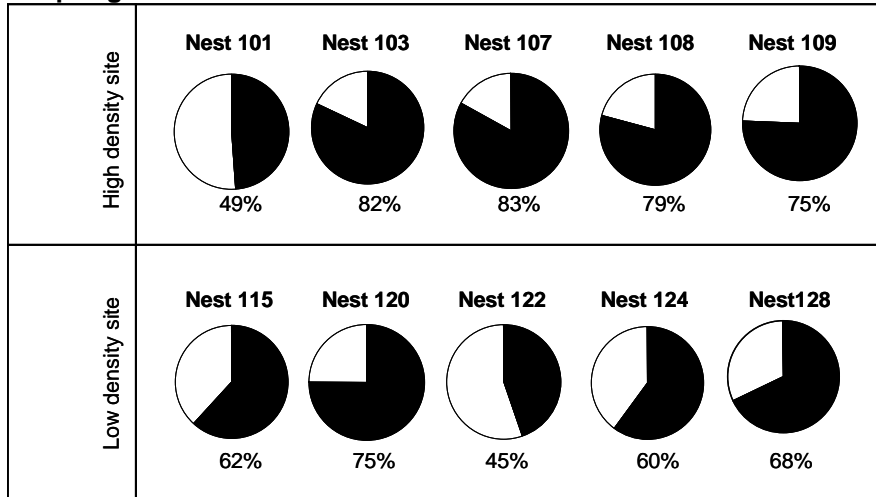 High density site
Nest 101 Nest 103 Nest 107 Nest 108 Nest 109
49% 82% 83% 79% 75%
Low density site
Nest 115 Nest 120 Nest 122 Nest 124 Nest128
62% 75% 45% 60% 68%